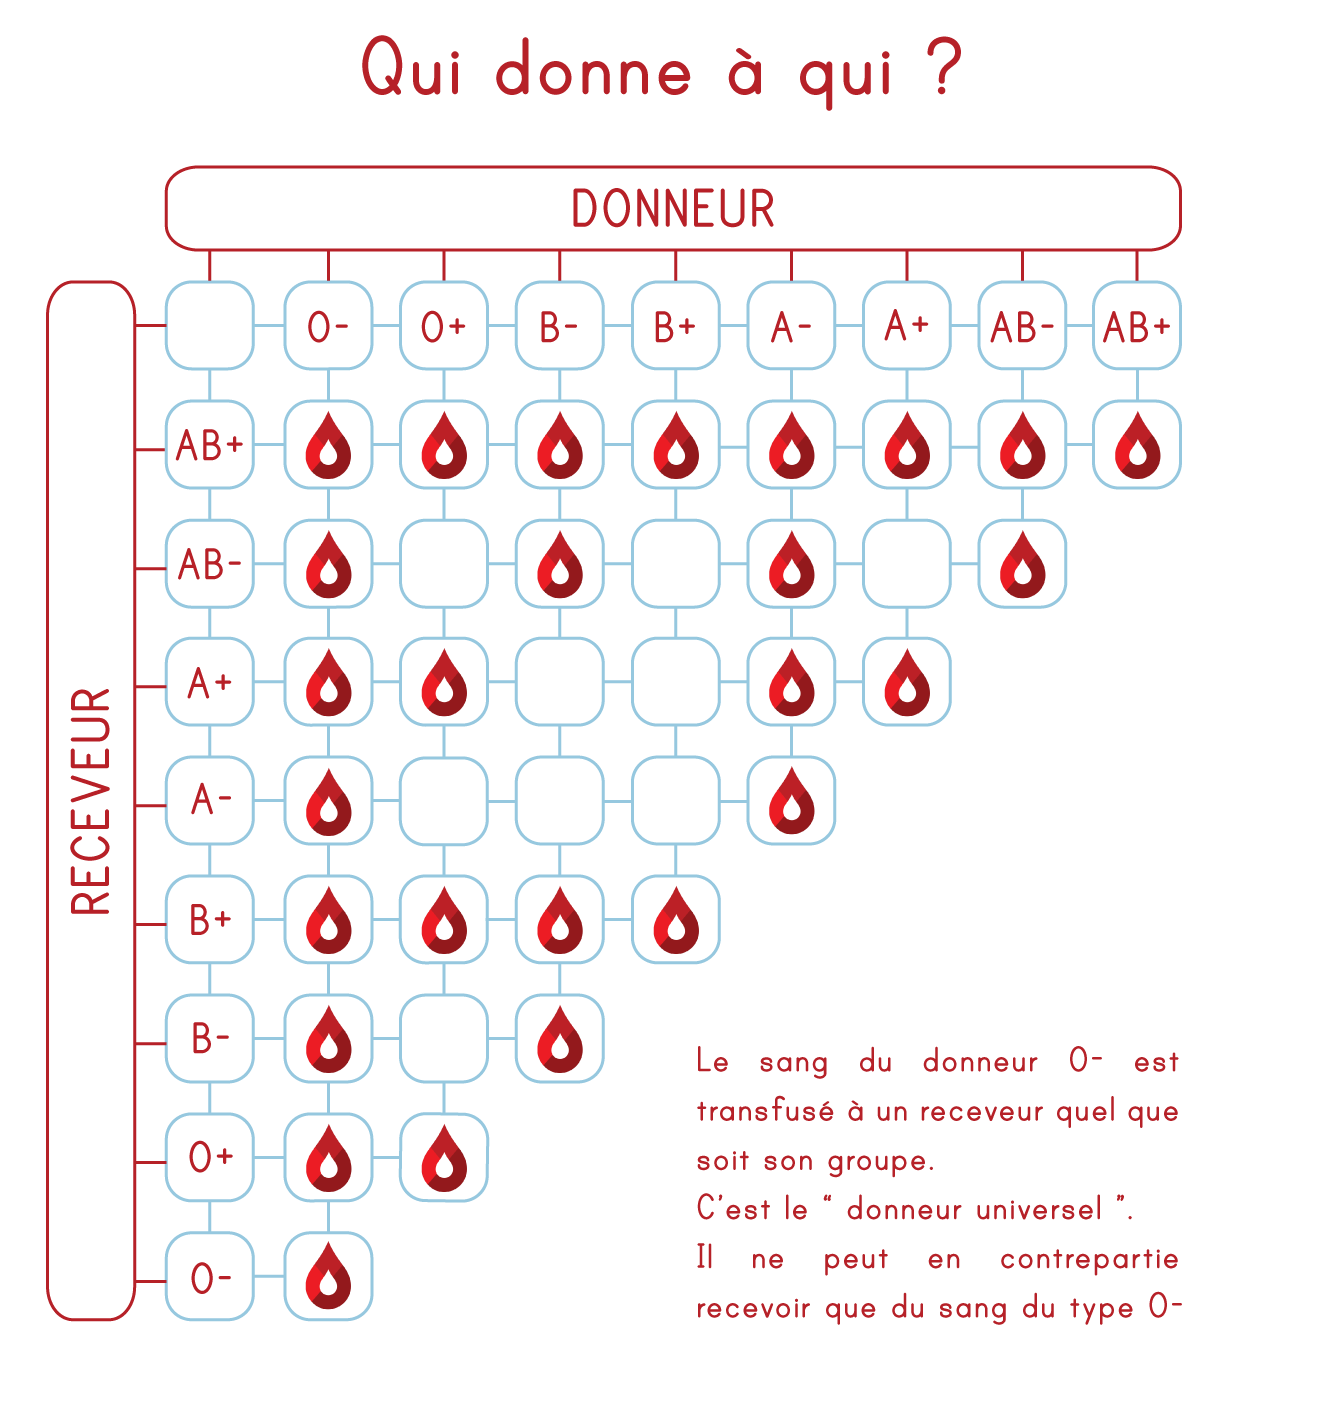 Qui donne à qui ?
DONNEUR
O- O+ B- B+ A- A+ AB- AB+
RECEVEUR
AB+
AB-
A+
A-
B+
B-
O+
O-
Le sang du donneur O- est
transfusé à un receveur quel que
soit son groupe.
C'est le “ donneur universel ”.
Il ne peut en contrepartie
recevoir que du sang du type O-